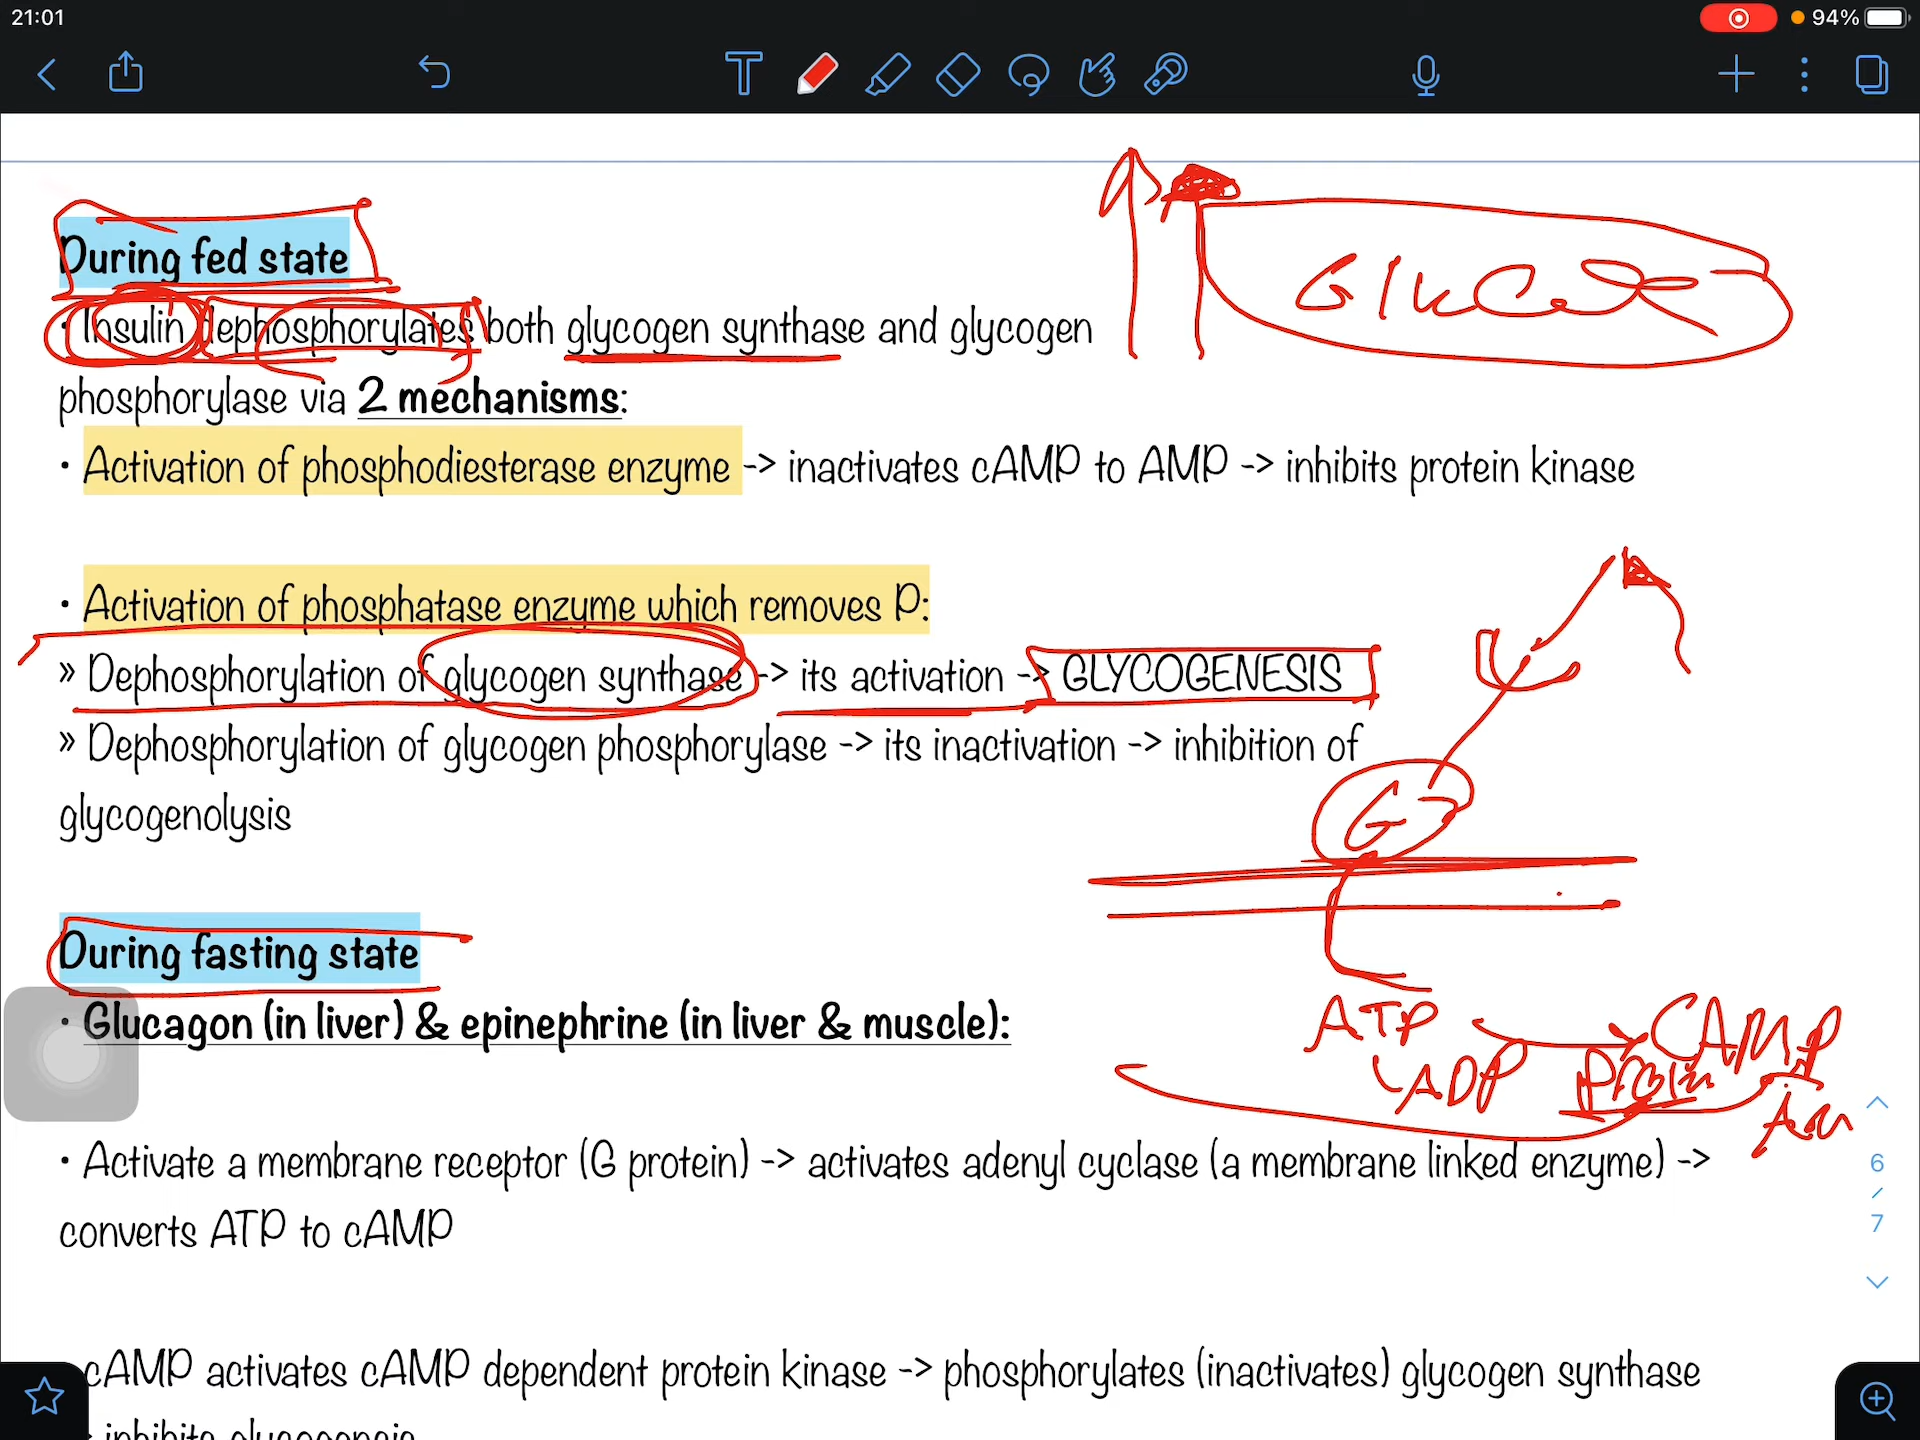 21:01
94%
Glucose
During fed state
· Insulin dephosphorylates both glycogen synthase and glycogen
phosphorylase via 2 mechanisms:
· Activation of phosphodiesterase enzyme -> inactivates cAMP to AMP -> inhibits protein kinase
· Activation of phosphatase enzyme which removes P:
» Dephosphorylation of glycogen synthase -> its activation -> GLYCOGENESIS
» Dephosphorylation of glycogen phosphorylase -> its inactivation -> inhibition of
glycogenolysis
G
During fasting state
· Glucagon (in liver) & epinephrine (in liver & muscle):
ATP CAMP
ADP Protein
· Activate a membrane receptor (G protein) -> activates adenyl cyclase (a membrane linked enzyme) ->
converts ATP to cAMP
6
/
7
cAMP activates cAMP dependent protein kinase -> phosphorylates (inactivates) glycogen synthase
inhibits glycogensis